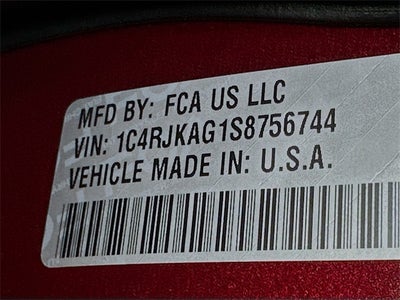 MFD BY: FCA US LLC
VIN: 1C4RJKAG1S8756744
VEHICLE MADE IN: U.S.A.